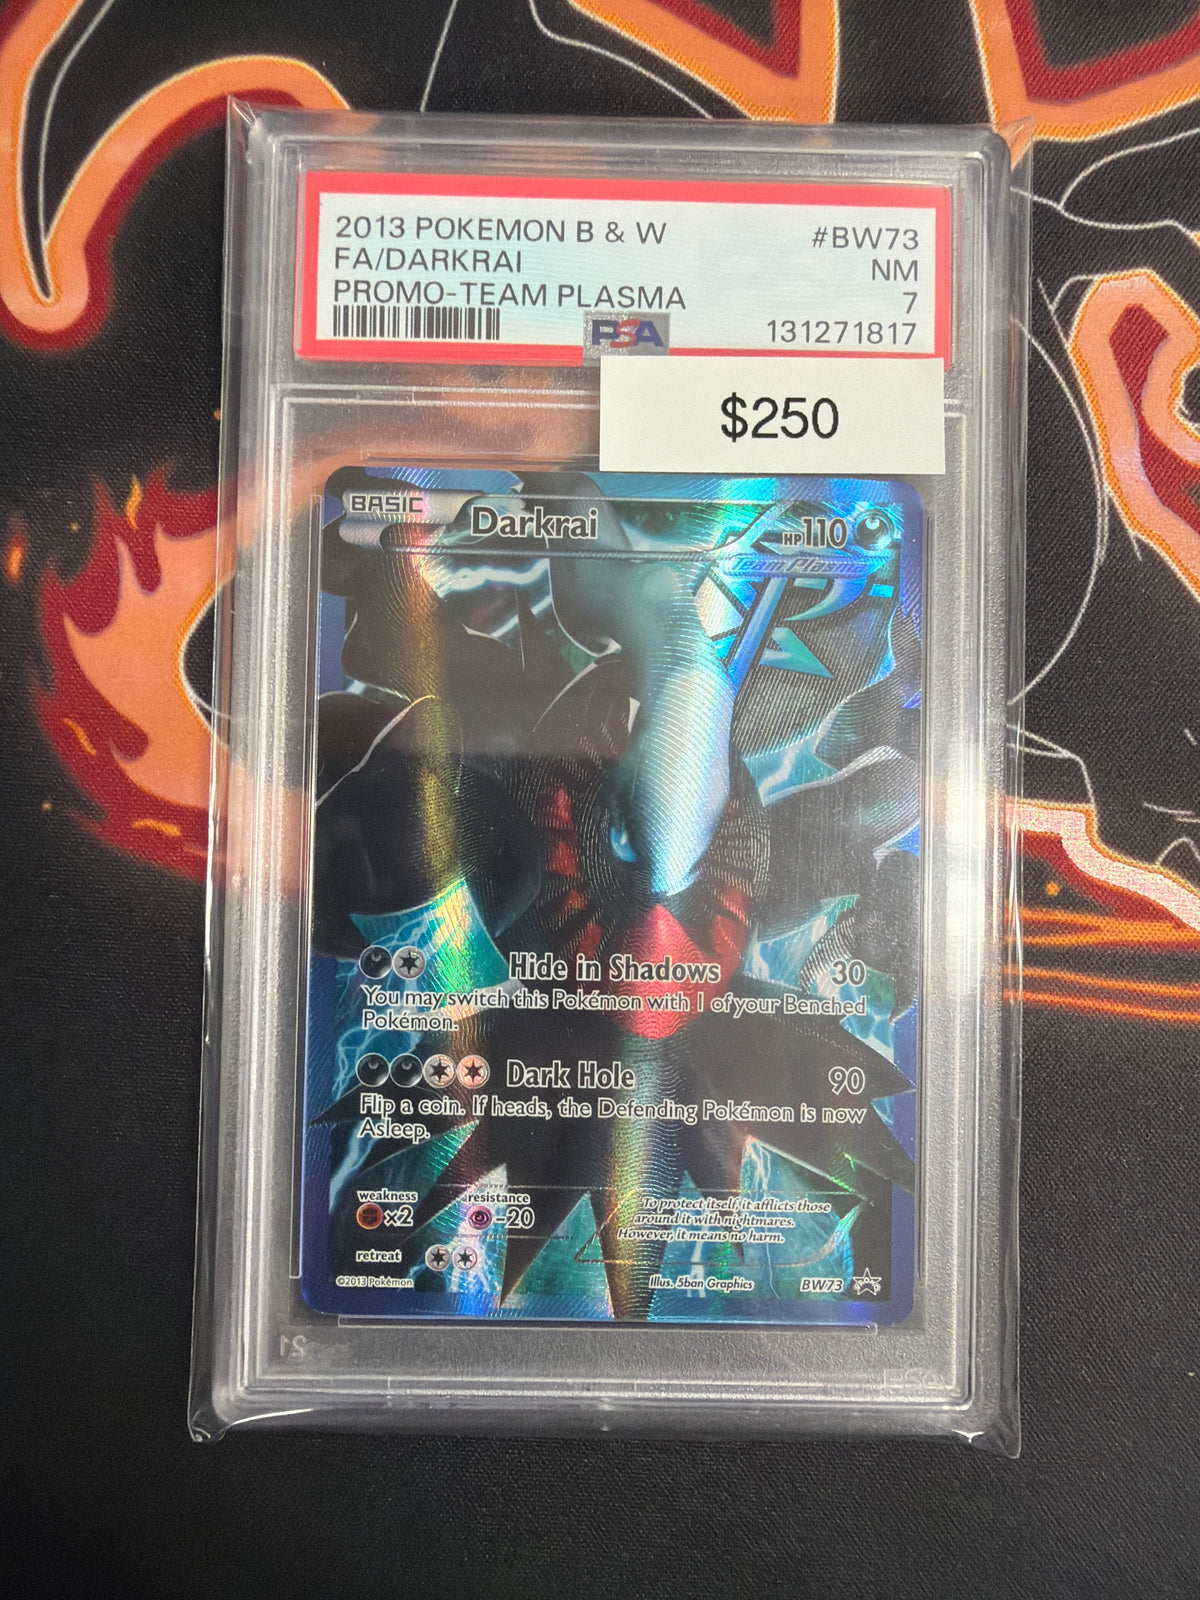 2013 POKEMON B & W #BW73
FA/DARKRAI NM
PROMO-TEAM PLASMA 7
PSA 131271817
$250
BASIC Darkrai HP110
Team Plasma
Hide in Shadows 30
You may switch this Pokémon with 1 of your Benched
Pokémon.
Dark Hole 90
Flip a coin. If heads, the Defending Pokémon is now
Asleep.
weakness resistance
×2 -20
To protect itself, it afflicts those
around it with nightmares.
However, it means no harm.
retreat
©2013 Pokémon Illus. 5ban Graphics BW73